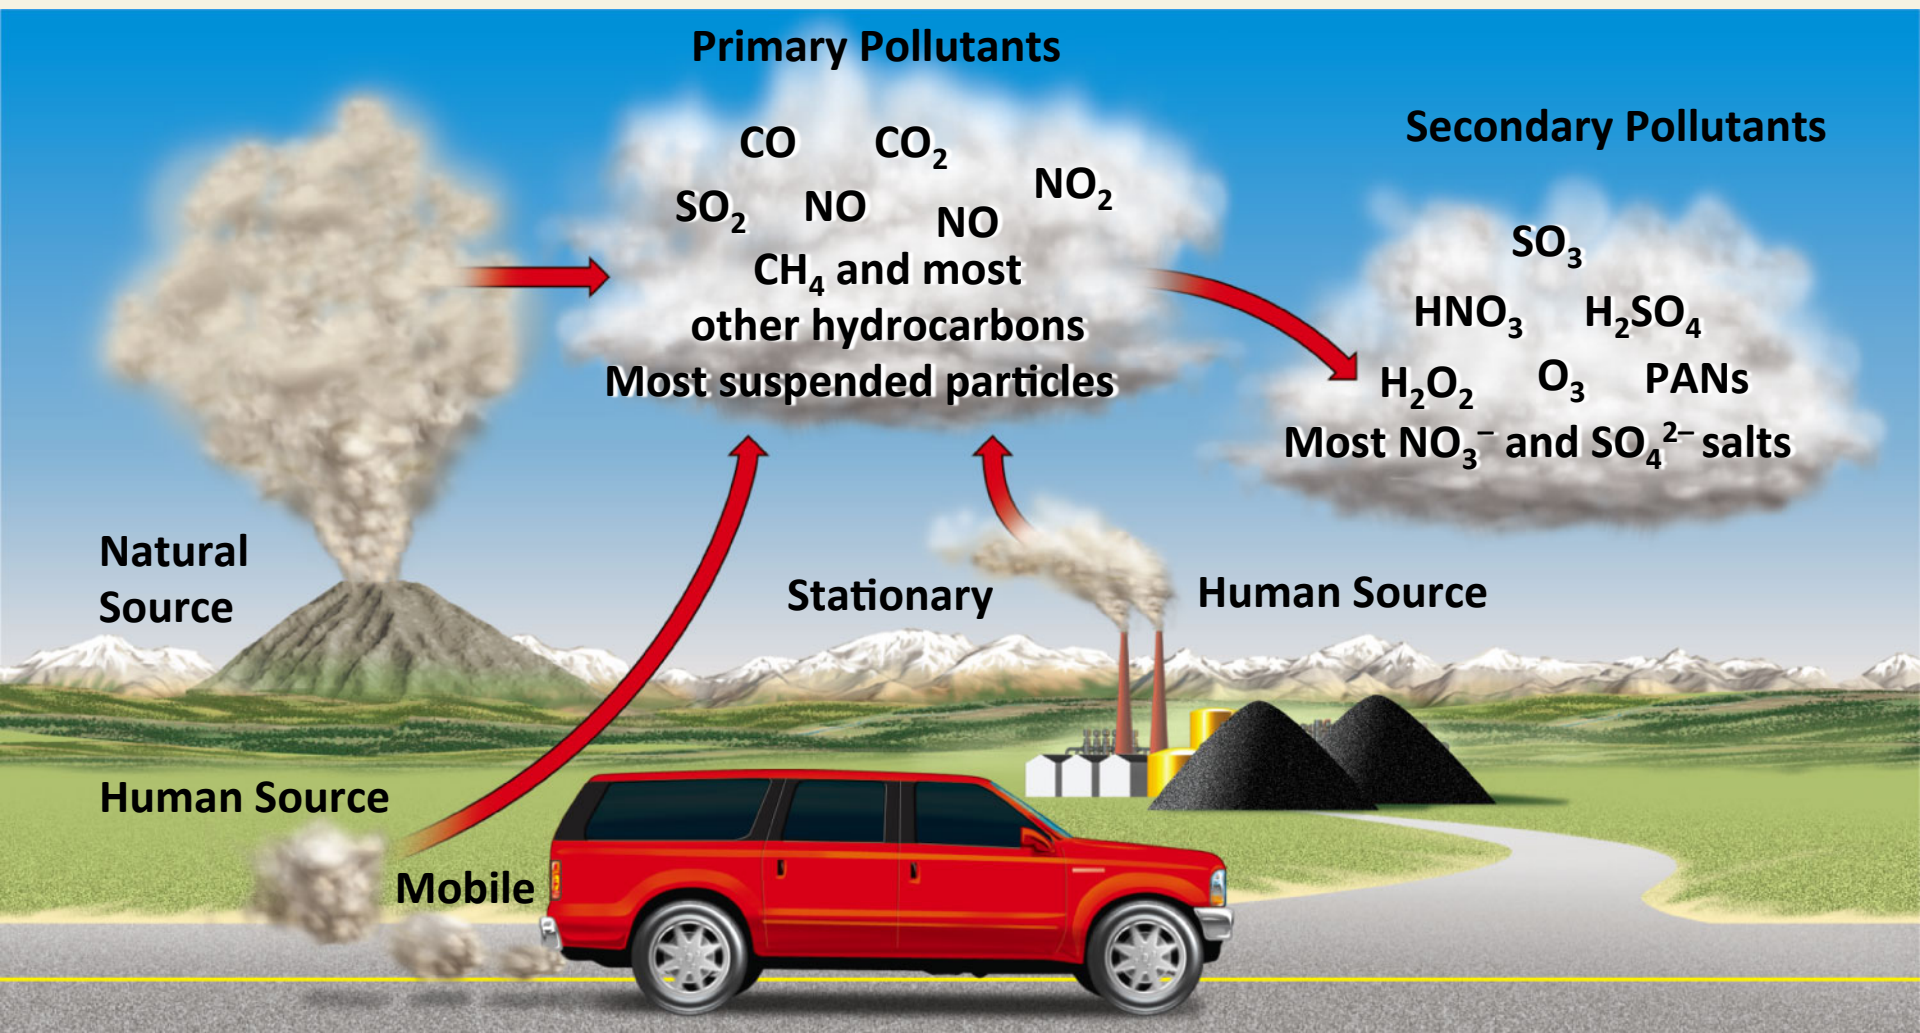 Primary Pollutants
CO CO₂
NO₂
SO₂ NO NO
CH₄ and most
other hydrocarbons
Most suspended particles
Secondary Pollutants
SO₃
HNO₃ H₂SO₄
H₂O₂ O₃ PANs
Most NO₃⁻ and SO₄²⁻ salts
Natural
Source
Stationary
Human Source
Human Source
Mobile